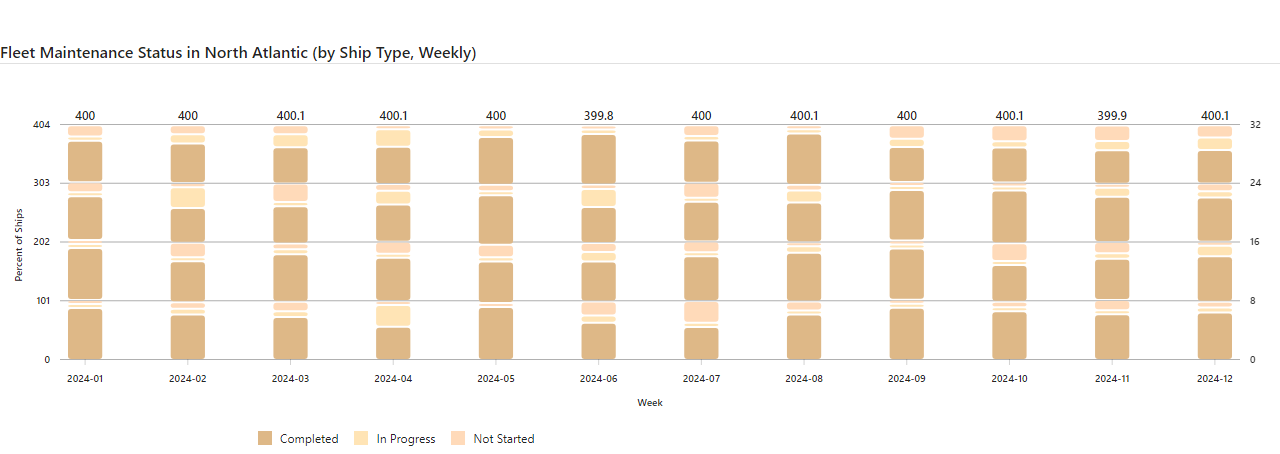 Fleet Maintenance Status in North Atlantic (by Ship Type, Weekly)
400 400 400.1 400.1 400 399.8 400 400.1 400 400.1 399.9 400.1
404 32
303 24
202 16
Percent of Ships
101 8
0 0
2024-01 2024-02 2024-03 2024-04 2024-05 2024-06 2024-07 2024-08 2024-09 2024-10 2024-11 2024-12
Week
Completed In Progress Not Started